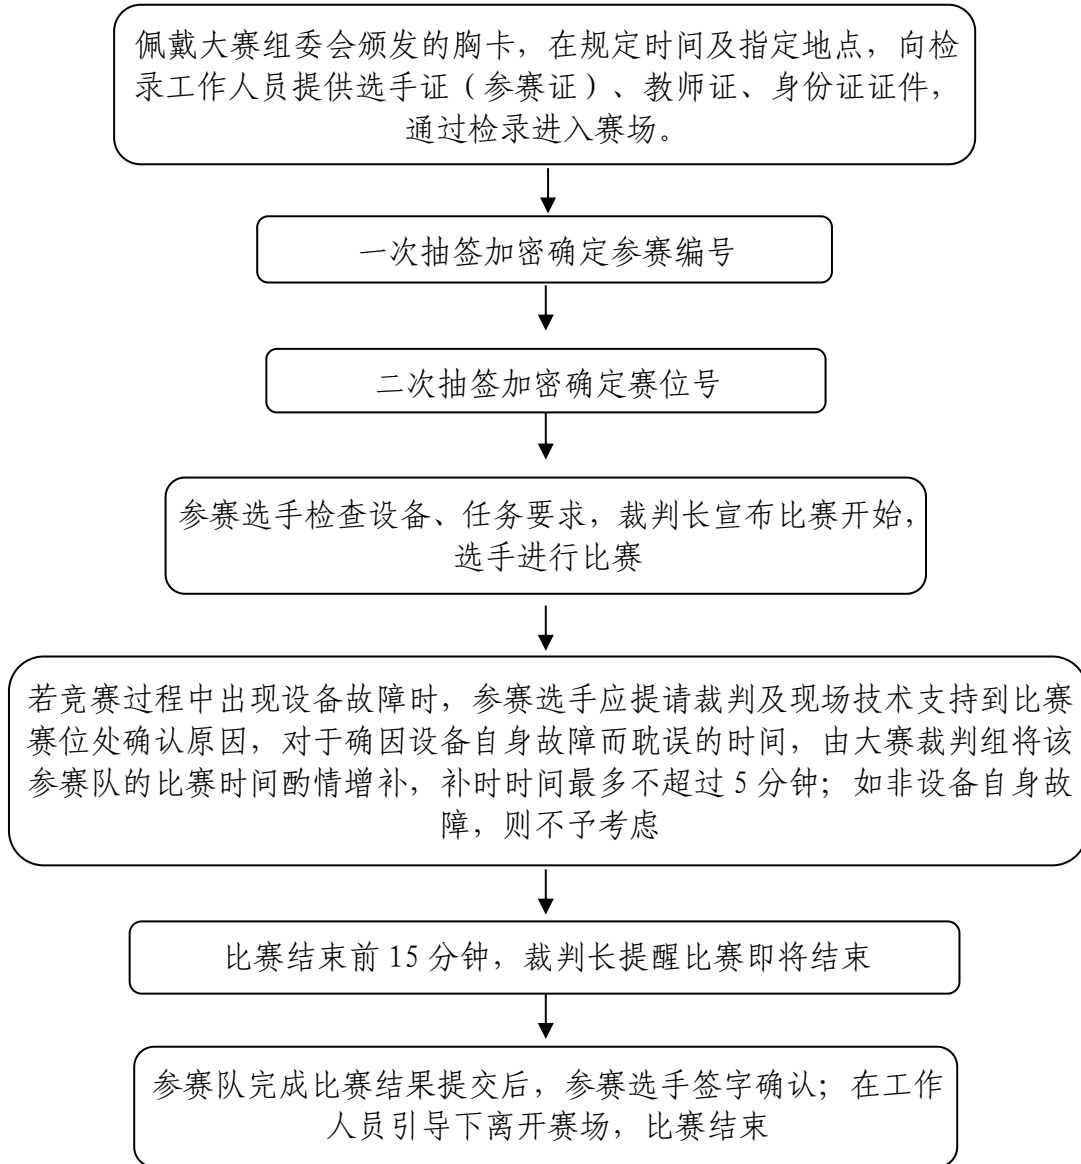 佩戴大赛组委会颁发的胸卡，在规定时间及指定地点，向检
录工作人员提供选手证（参赛证）、教师证、身份证证件，
通过检录进入赛场。
一次抽签加密确定参赛编号
二次抽签加密确定赛位号
参赛选手检查设备、任务要求，裁判长宣布比赛开始，
选手进行比赛
若竞赛过程中出现设备故障时，参赛选手应提请裁判及现场技术支持到比赛
赛位处确认原因，对于确因设备自身故障而耽误的时间，由大赛裁判组将该
参赛队的比赛时间酌情增补，补时时间最多不超过 5 分钟；如非设备自身故
障，则不予考虑
比赛结束前 15 分钟，裁判长提醒比赛即将结束
参赛队完成比赛结果提交后，参赛选手签字确认；在工作
人员引导下离开赛场，比赛结束